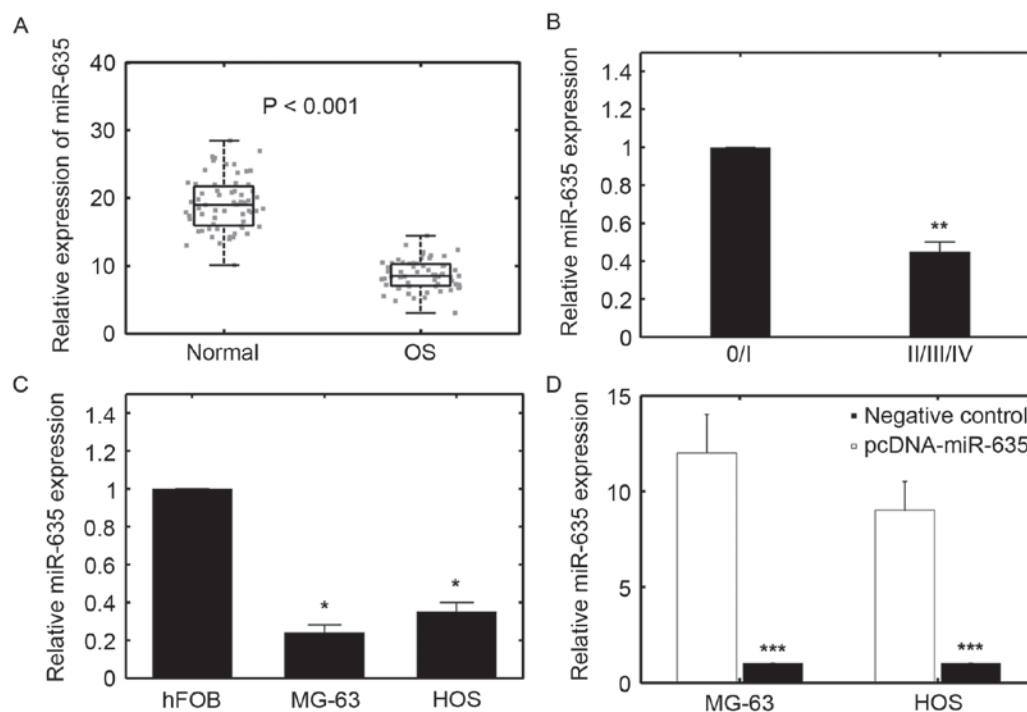 A
Relative expression of miR-635
40
30
20
10
0
P < 0.001
Normal OS
B
Relative miR-635 expression
1.4
1.2
1
0.8
0.6
0.4
0.2
0
**
0/I II/III/IV
C
Relative miR-635 expression
1.4
1.2
1
0.8
0.6
0.4
0.2
0
*
*
hFOB MG-63 HOS
D
Relative miR-635 expression
15
10
5
0
Negative control
pcDNA-miR-635
***
***
MG-63 HOS